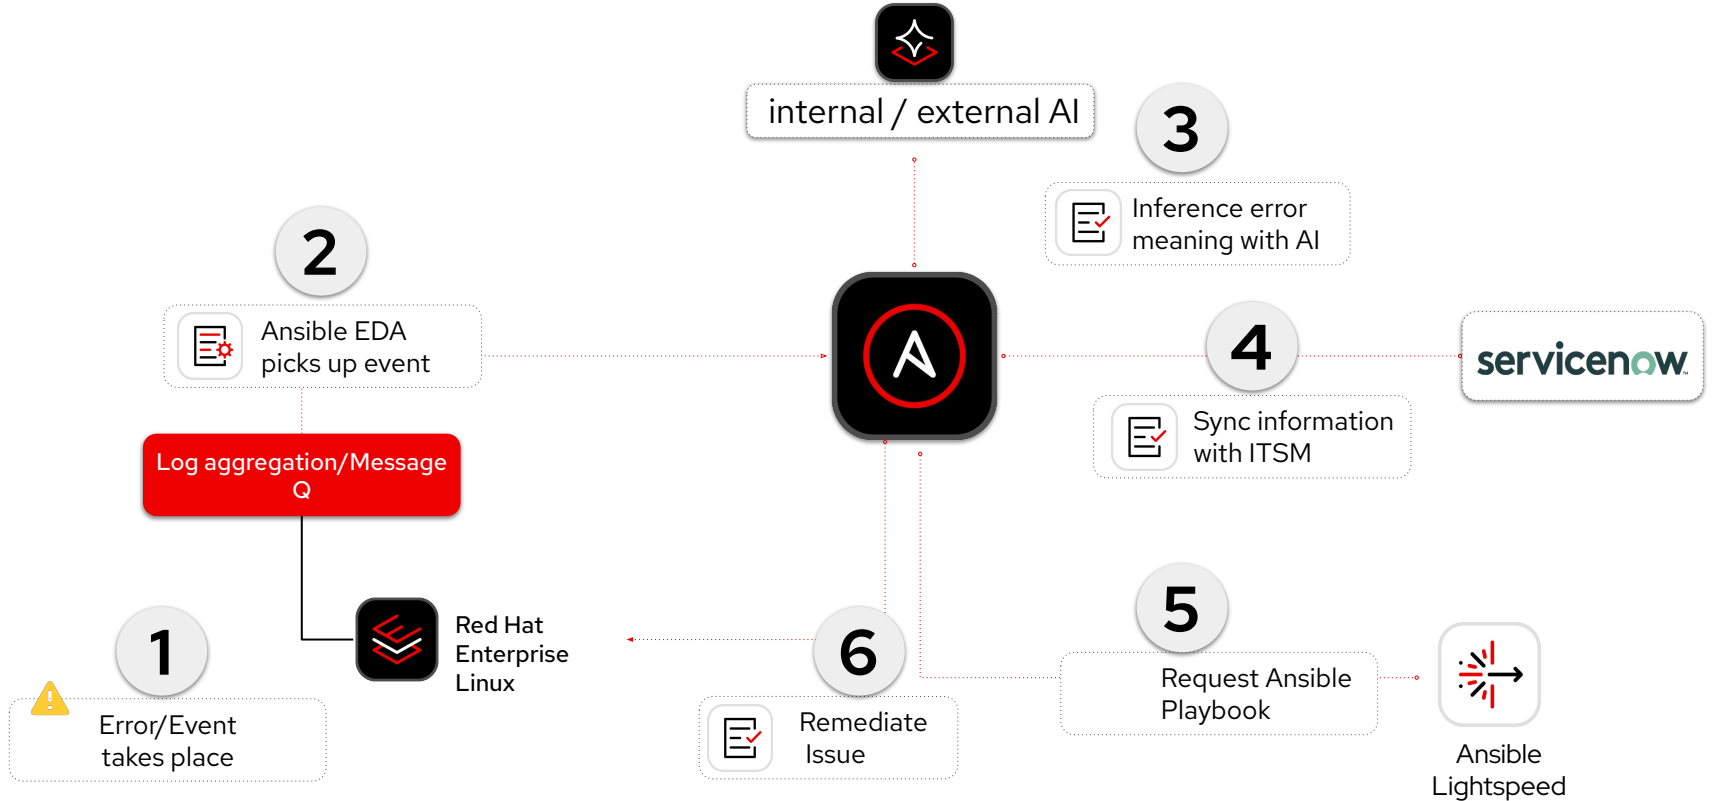 internal / external AI
3
Inference error
meaning with AI
2
Ansible EDA
picks up event
4
servicenow™
Sync information
with ITSM
Log aggregation/Message
Q
1
Error/Event
takes place
Red Hat
Enterprise
Linux
6
Remediate
Issue
5
Request Ansible
Playbook
Ansible
Lightspeed